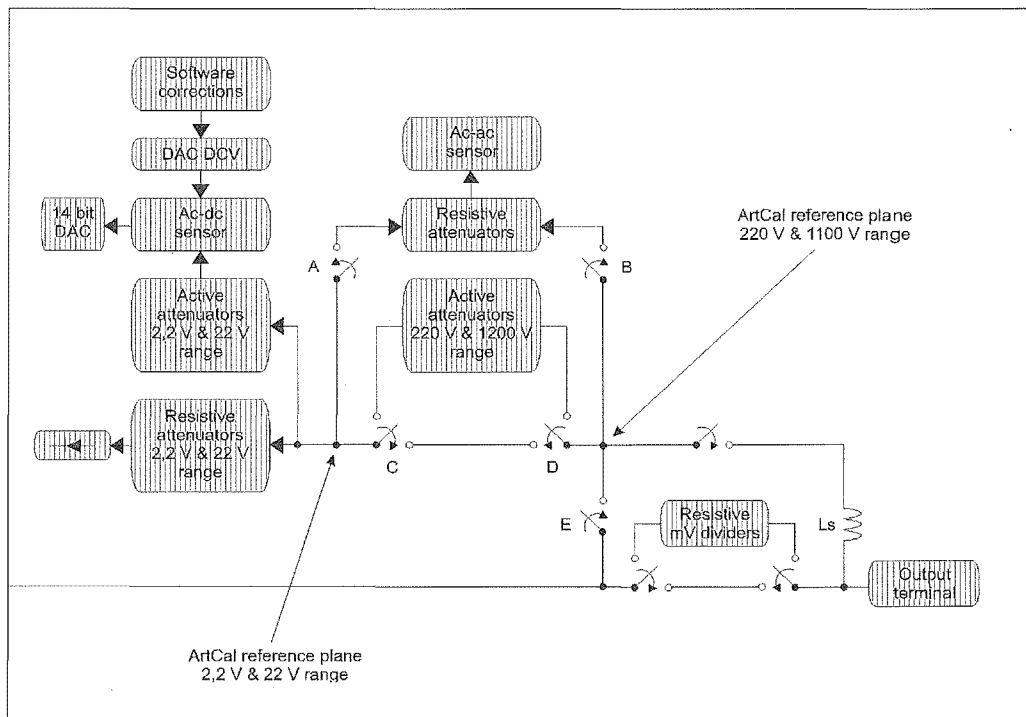 Software
corrections
DAC DCV
14 bit
DAC
Ac-dc
sensor
Active
attenuators
2,2 V & 22 V
range
Resistive
attenuators
2,2 V & 22 V
range
Ac-ac
sensor
Resistive
attenuators
A
B
Active
attenuators
220 V & 1200 V
range
C
D
E
ArtCal reference plane
220 V & 1100 V range
Resistive
mV dividers
Ls
Output
terminal
ArtCal reference plane
2,2 V & 22 V range